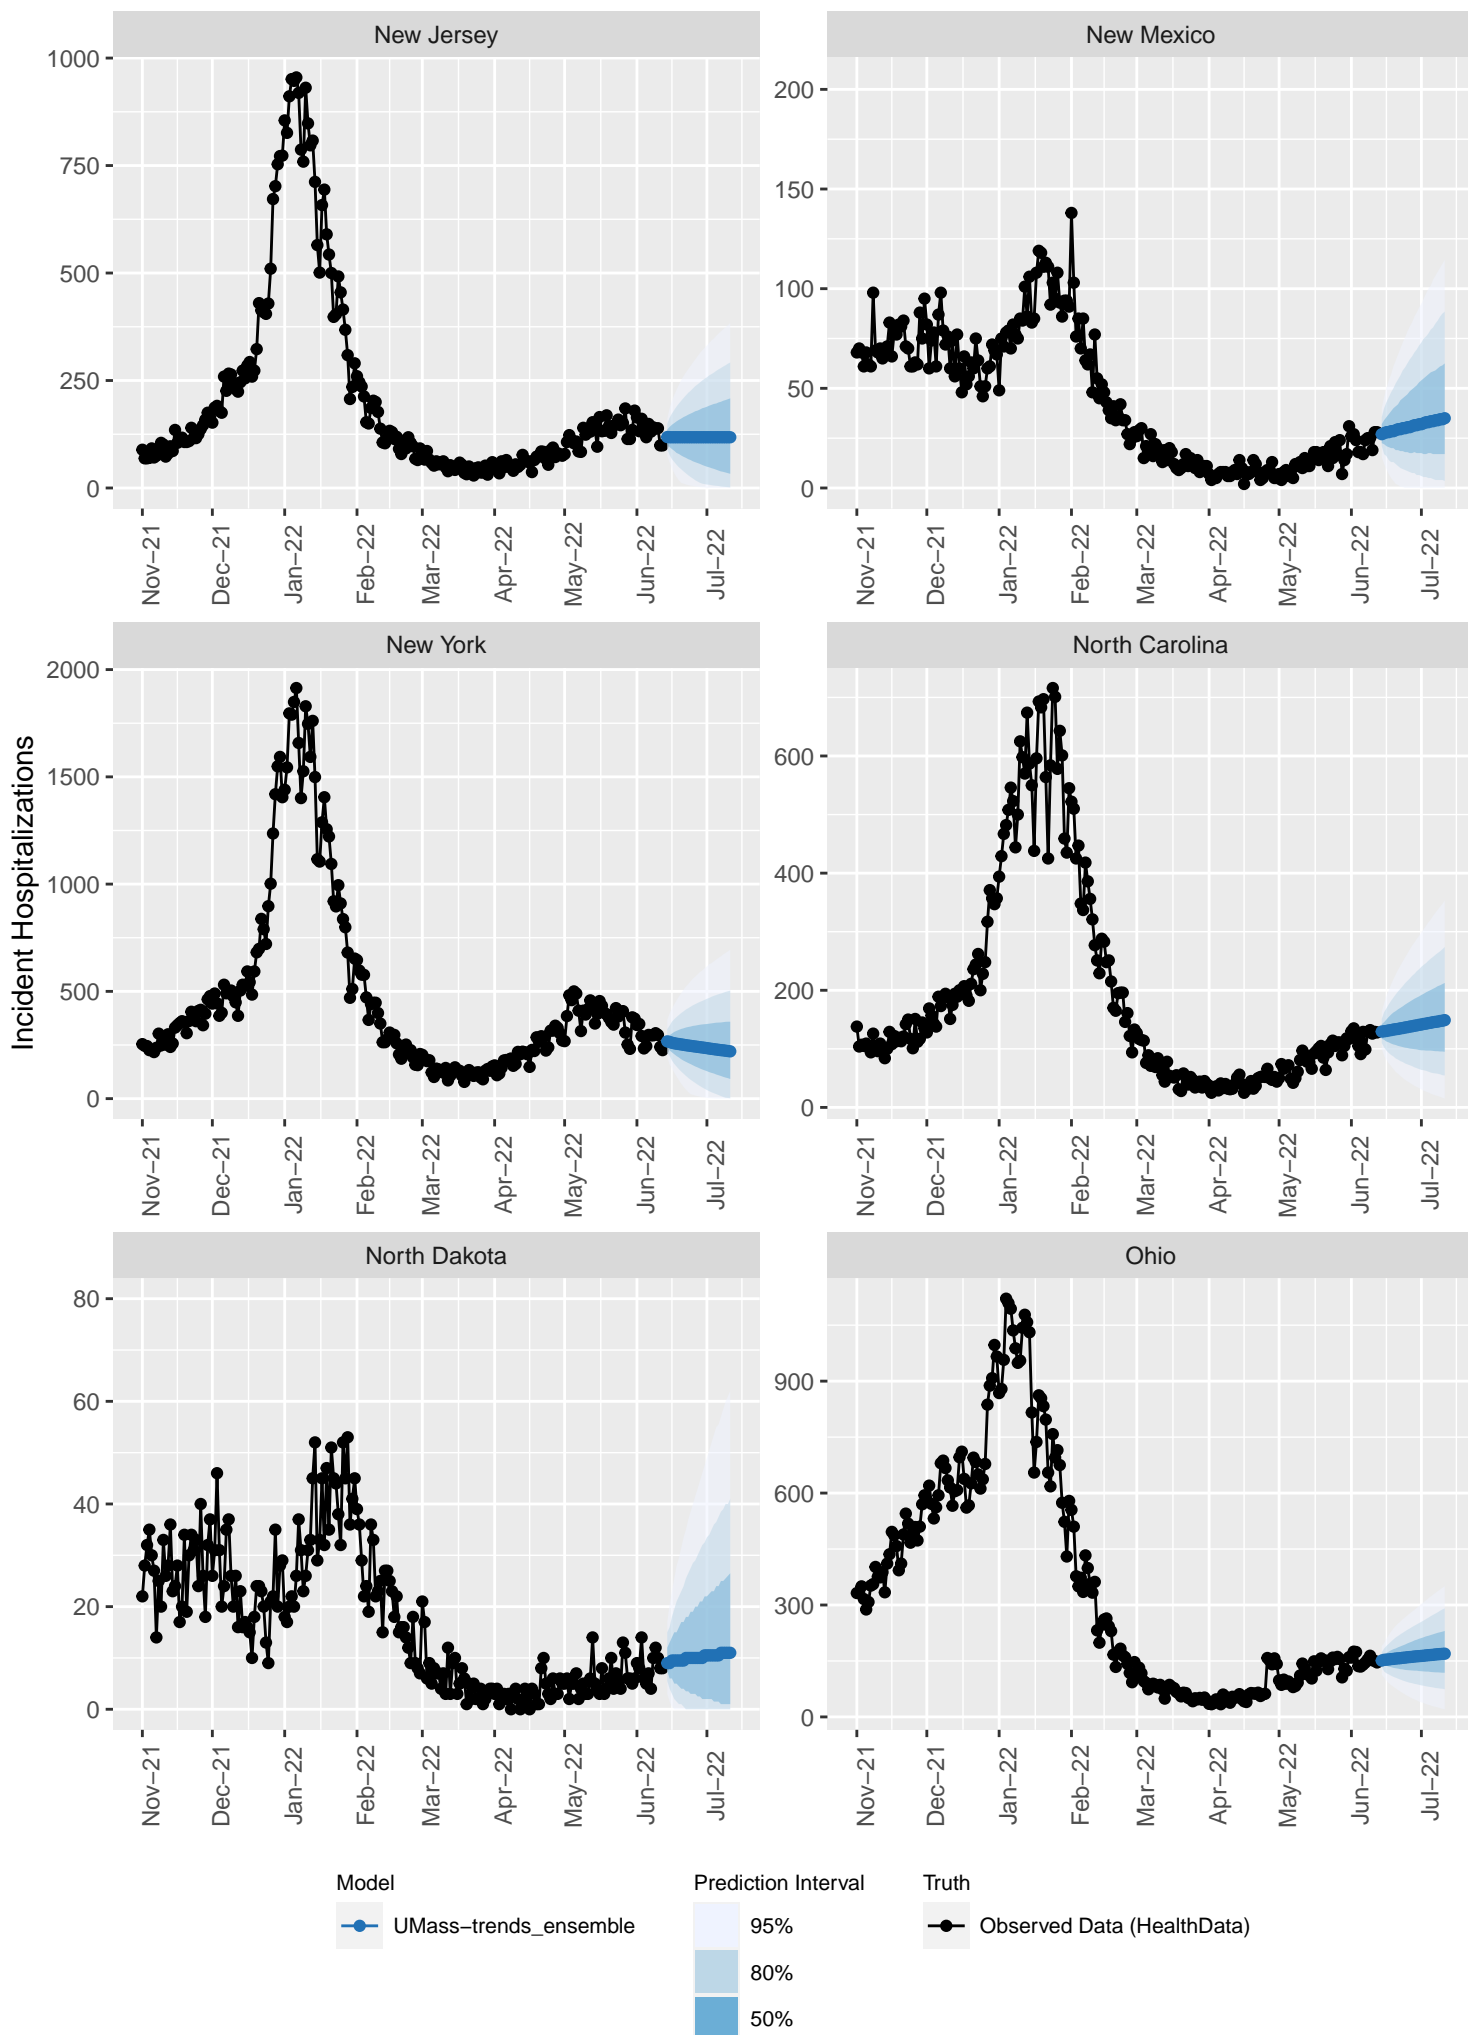 New Jersey
New Mexico
1000
750
500
250
0
200
150
100
50
0
Nov−21
Dec−21
Jan−22
Feb−22
Mar−22
Apr−22
May−22
Jun−22
Jul−22
Nov−21
Dec−21
Jan−22
Feb−22
Mar−22
Apr−22
May−22
Jun−22
Jul−22
Incident Hospitalizations
New York
North Carolina
2000
1500
1000
500
0
600
400
200
0
Nov−21
Dec−21
Jan−22
Feb−22
Mar−22
Apr−22
May−22
Jun−22
Jul−22
Nov−21
Dec−21
Jan−22
Feb−22
Mar−22
Apr−22
May−22
Jun−22
Jul−22
North Dakota
Ohio
80
60
40
20
0
900
600
300
0
Nov−21
Dec−21
Jan−22
Feb−22
Mar−22
Apr−22
May−22
Jun−22
Jul−22
Nov−21
Dec−21
Jan−22
Feb−22
Mar−22
Apr−22
May−22
Jun−22
Jul−22
Model
UMass−trends_ensemble
Prediction Interval
95%
80%
50%
Truth
Observed Data (HealthData)